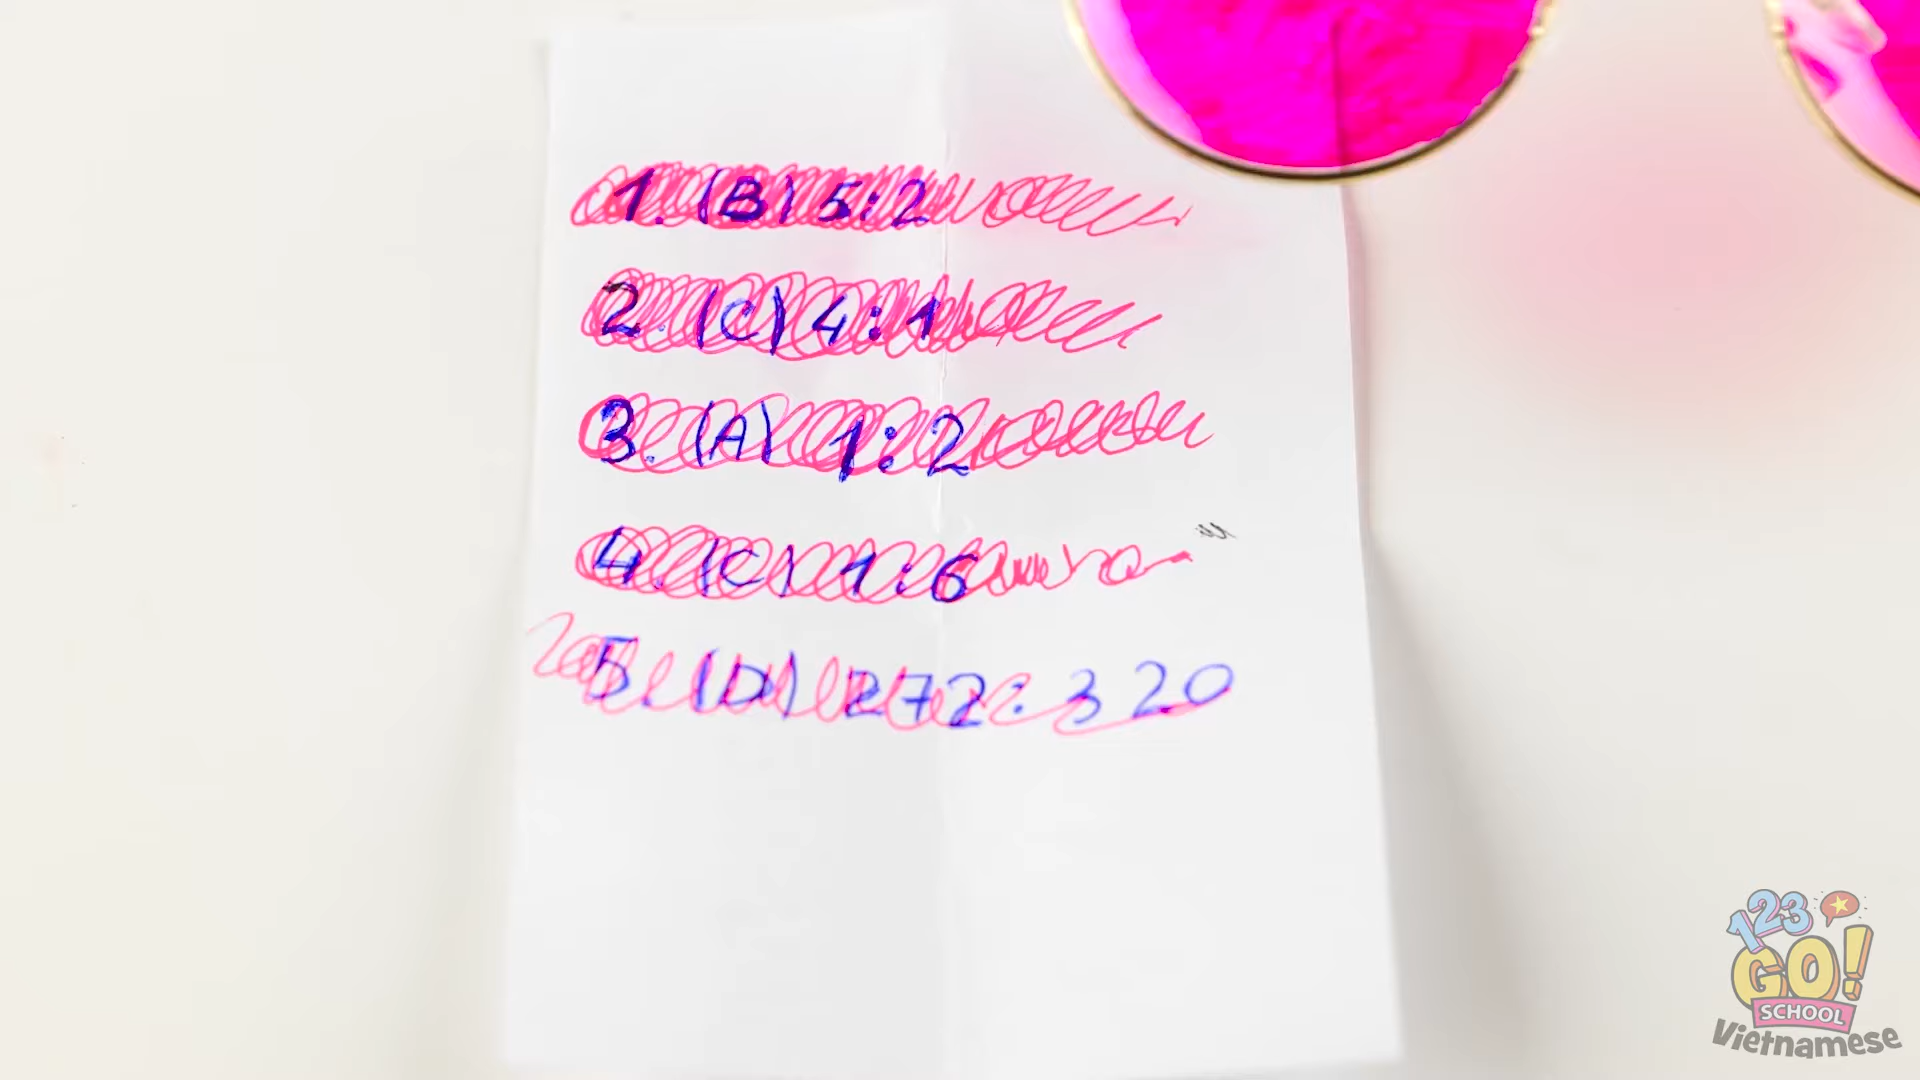 1. (B) 5:2
2. (C) 4:1
3. (A) 1:2
4. (C) 1:6
5. (D) 272:320
123
GO!
SCHOOL
Vietnamese